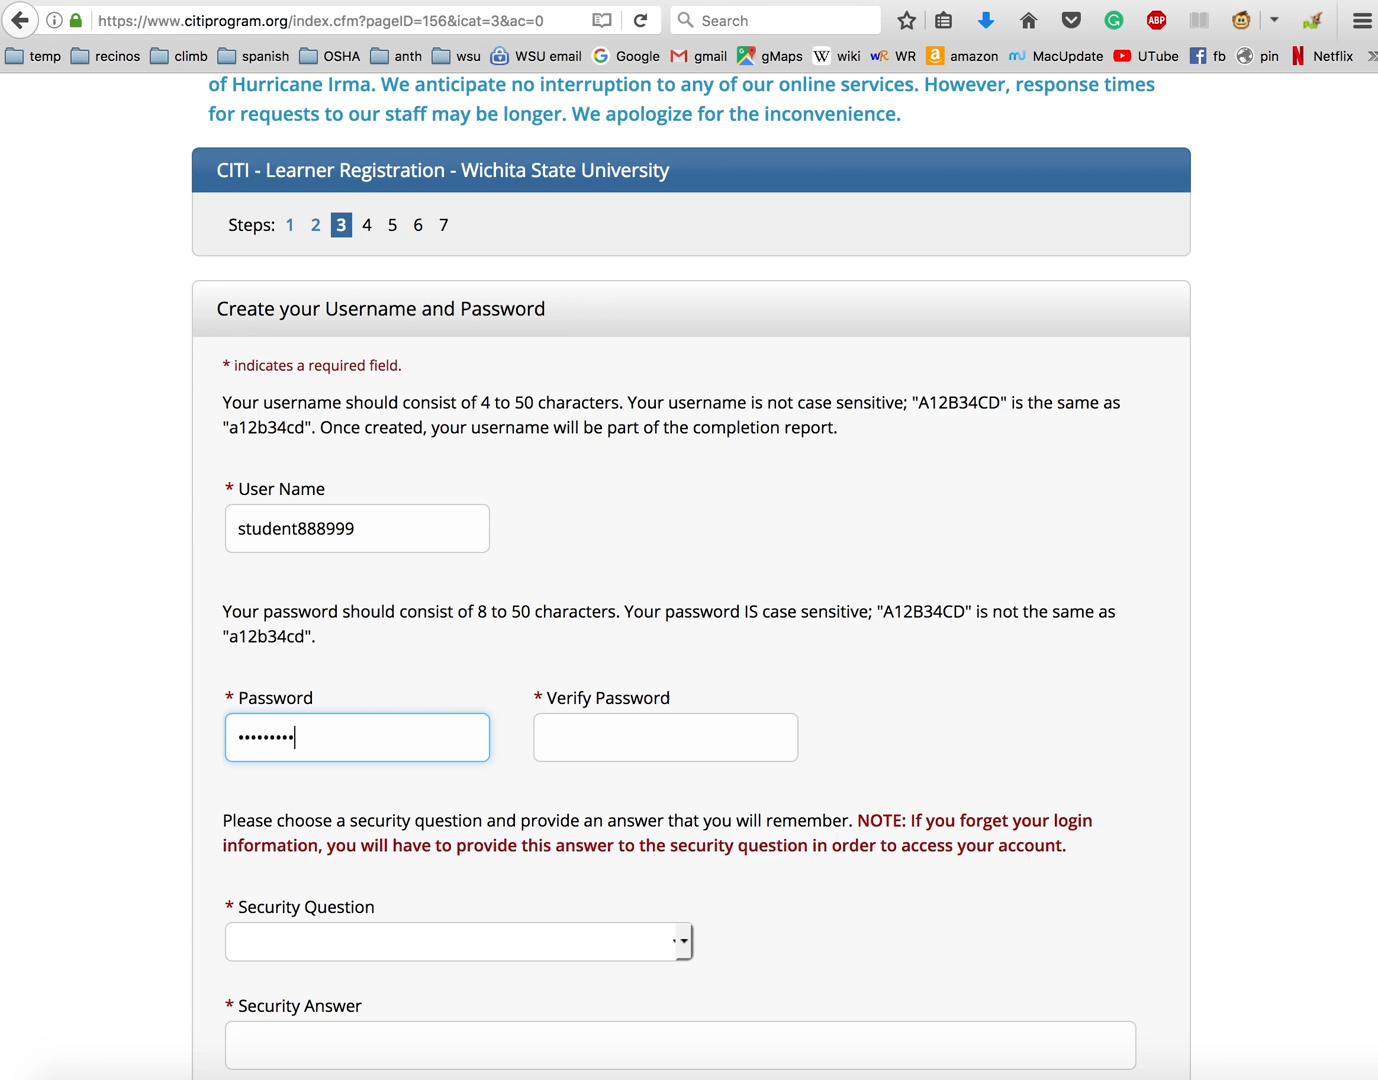 https://www.citiprogram.org/index.cfm?pageID=156&icat=3&ac=0
Search
ABP
temp recinos climb spanish OSHA anth wsu WSU email Google gmail gMaps wiki WR amazon MacUpdate UTube fb pin Netflix
of Hurricane Irma. We anticipate no interruption to any of our online services. However, response times
for requests to our staff may be longer. We apologize for the inconvenience.
CITI - Learner Registration - Wichita State University
Steps: 1 2 3 4 5 6 7
Create your Username and Password
* indicates a required field.
Your username should consist of 4 to 50 characters. Your username is not case sensitive; "A12B34CD" is the same as
"a12b34cd". Once created, your username will be part of the completion report.
* User Name
student888999
Your password should consist of 8 to 50 characters. Your password IS case sensitive; "A12B34CD" is not the same as
"a12b34cd".
* Password * Verify Password
•••••••••
Please choose a security question and provide an answer that you will remember. NOTE: If you forget your login
information, you will have to provide this answer to the security question in order to access your account.
* Security Question
* Security Answer